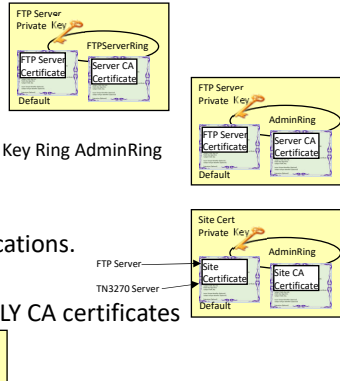 FTP Server
Private Key
FTPServerRing
FTP Server
Certificate
Server CA
Certificate
Default
FTP Server
Private Key
AdminRing
FTP Server
Certificate
Server CA
Certificate
Default
Key Ring AdminRing
Site Cert
Private Key
AdminRing
cations.
FTP Server
Site
Certificate
Site CA
Certificate
TN3270 Server
Default
LY CA certificates